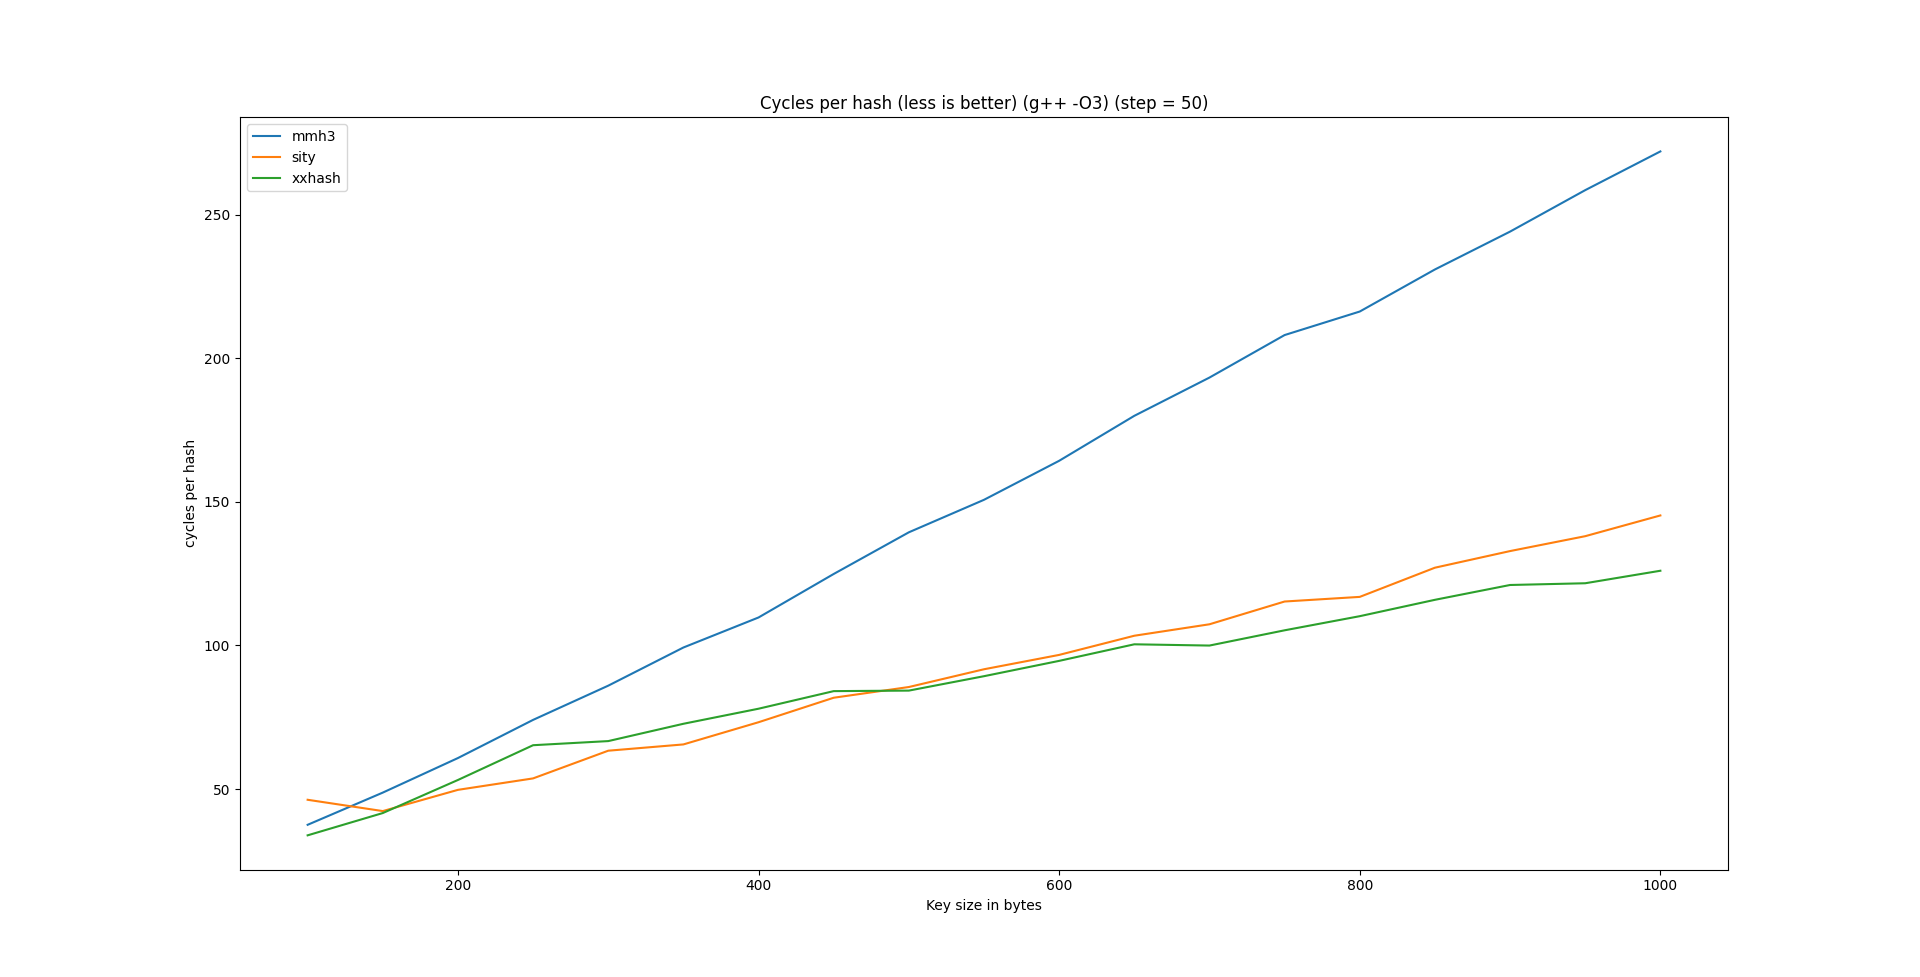 Cycles per hash (less is better) (g++ -O3) (step = 50)
mmh3
sity
xxhash
250
200
150
100
50
cycles per hash
200 400 600 800 1000
Key size in bytes